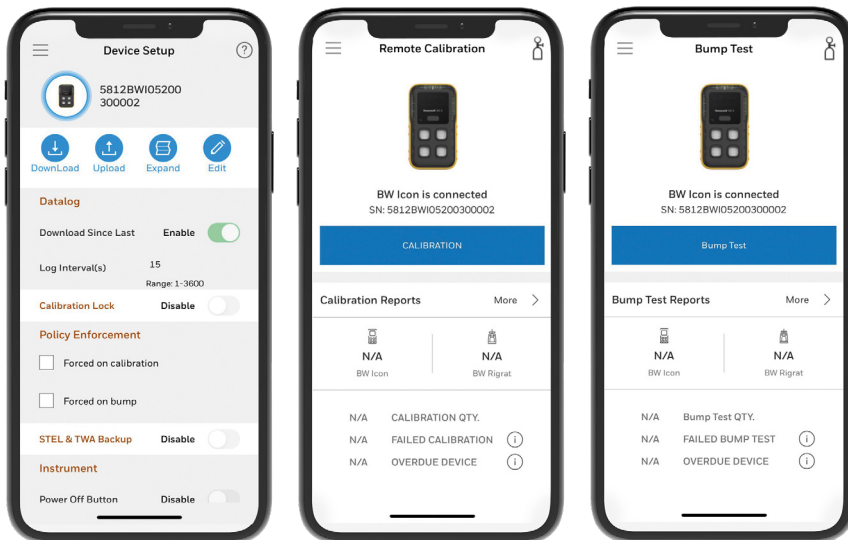 Device Setup
?
5812BWI05200
300002
DownLoad Upload Expand Edit
Datalog
Download Since Last Enable
Log Interval(s) 15
Range: 1-3600
Calibration Lock Disable
Policy Enforcement
Forced on calibration
Forced on bump
STEL & TWA Backup Disable
Instrument
Power Off Button Disable
Remote Calibration
BW Icon is connected
SN: 5812BWI05200300002
CALIBRATION
Calibration Reports More >
N/A N/A
BW Icon BW Rigrat
N/A CALIBRATION QTY.
N/A FAILED CALIBRATION i
N/A OVERDUE DEVICE i
Bump Test
BW Icon is connected
SN: 5812BWI05200300002
Bump Test
Bump Test Reports More >
N/A N/A
BW Icon BW Rigrat
N/A Bump Test QTY.
N/A FAILED BUMP TEST i
N/A OVERDUE DEVICE i